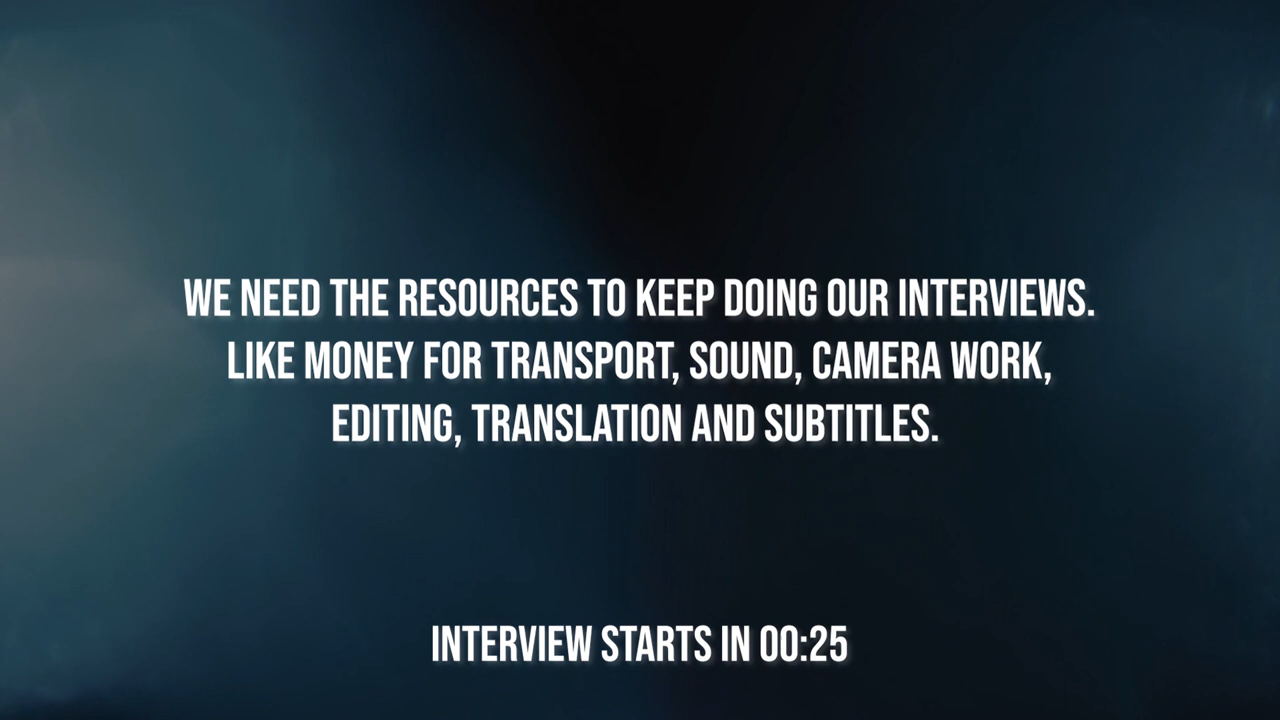 WE NEED THE RESOURCES TO KEEP DOING OUR INTERVIEWS.
LIKE MONEY FOR TRANSPORT, SOUND, CAMERA WORK,
EDITING, TRANSLATION AND SUBTITLES.
INTERVIEW STARTS IN 00:25